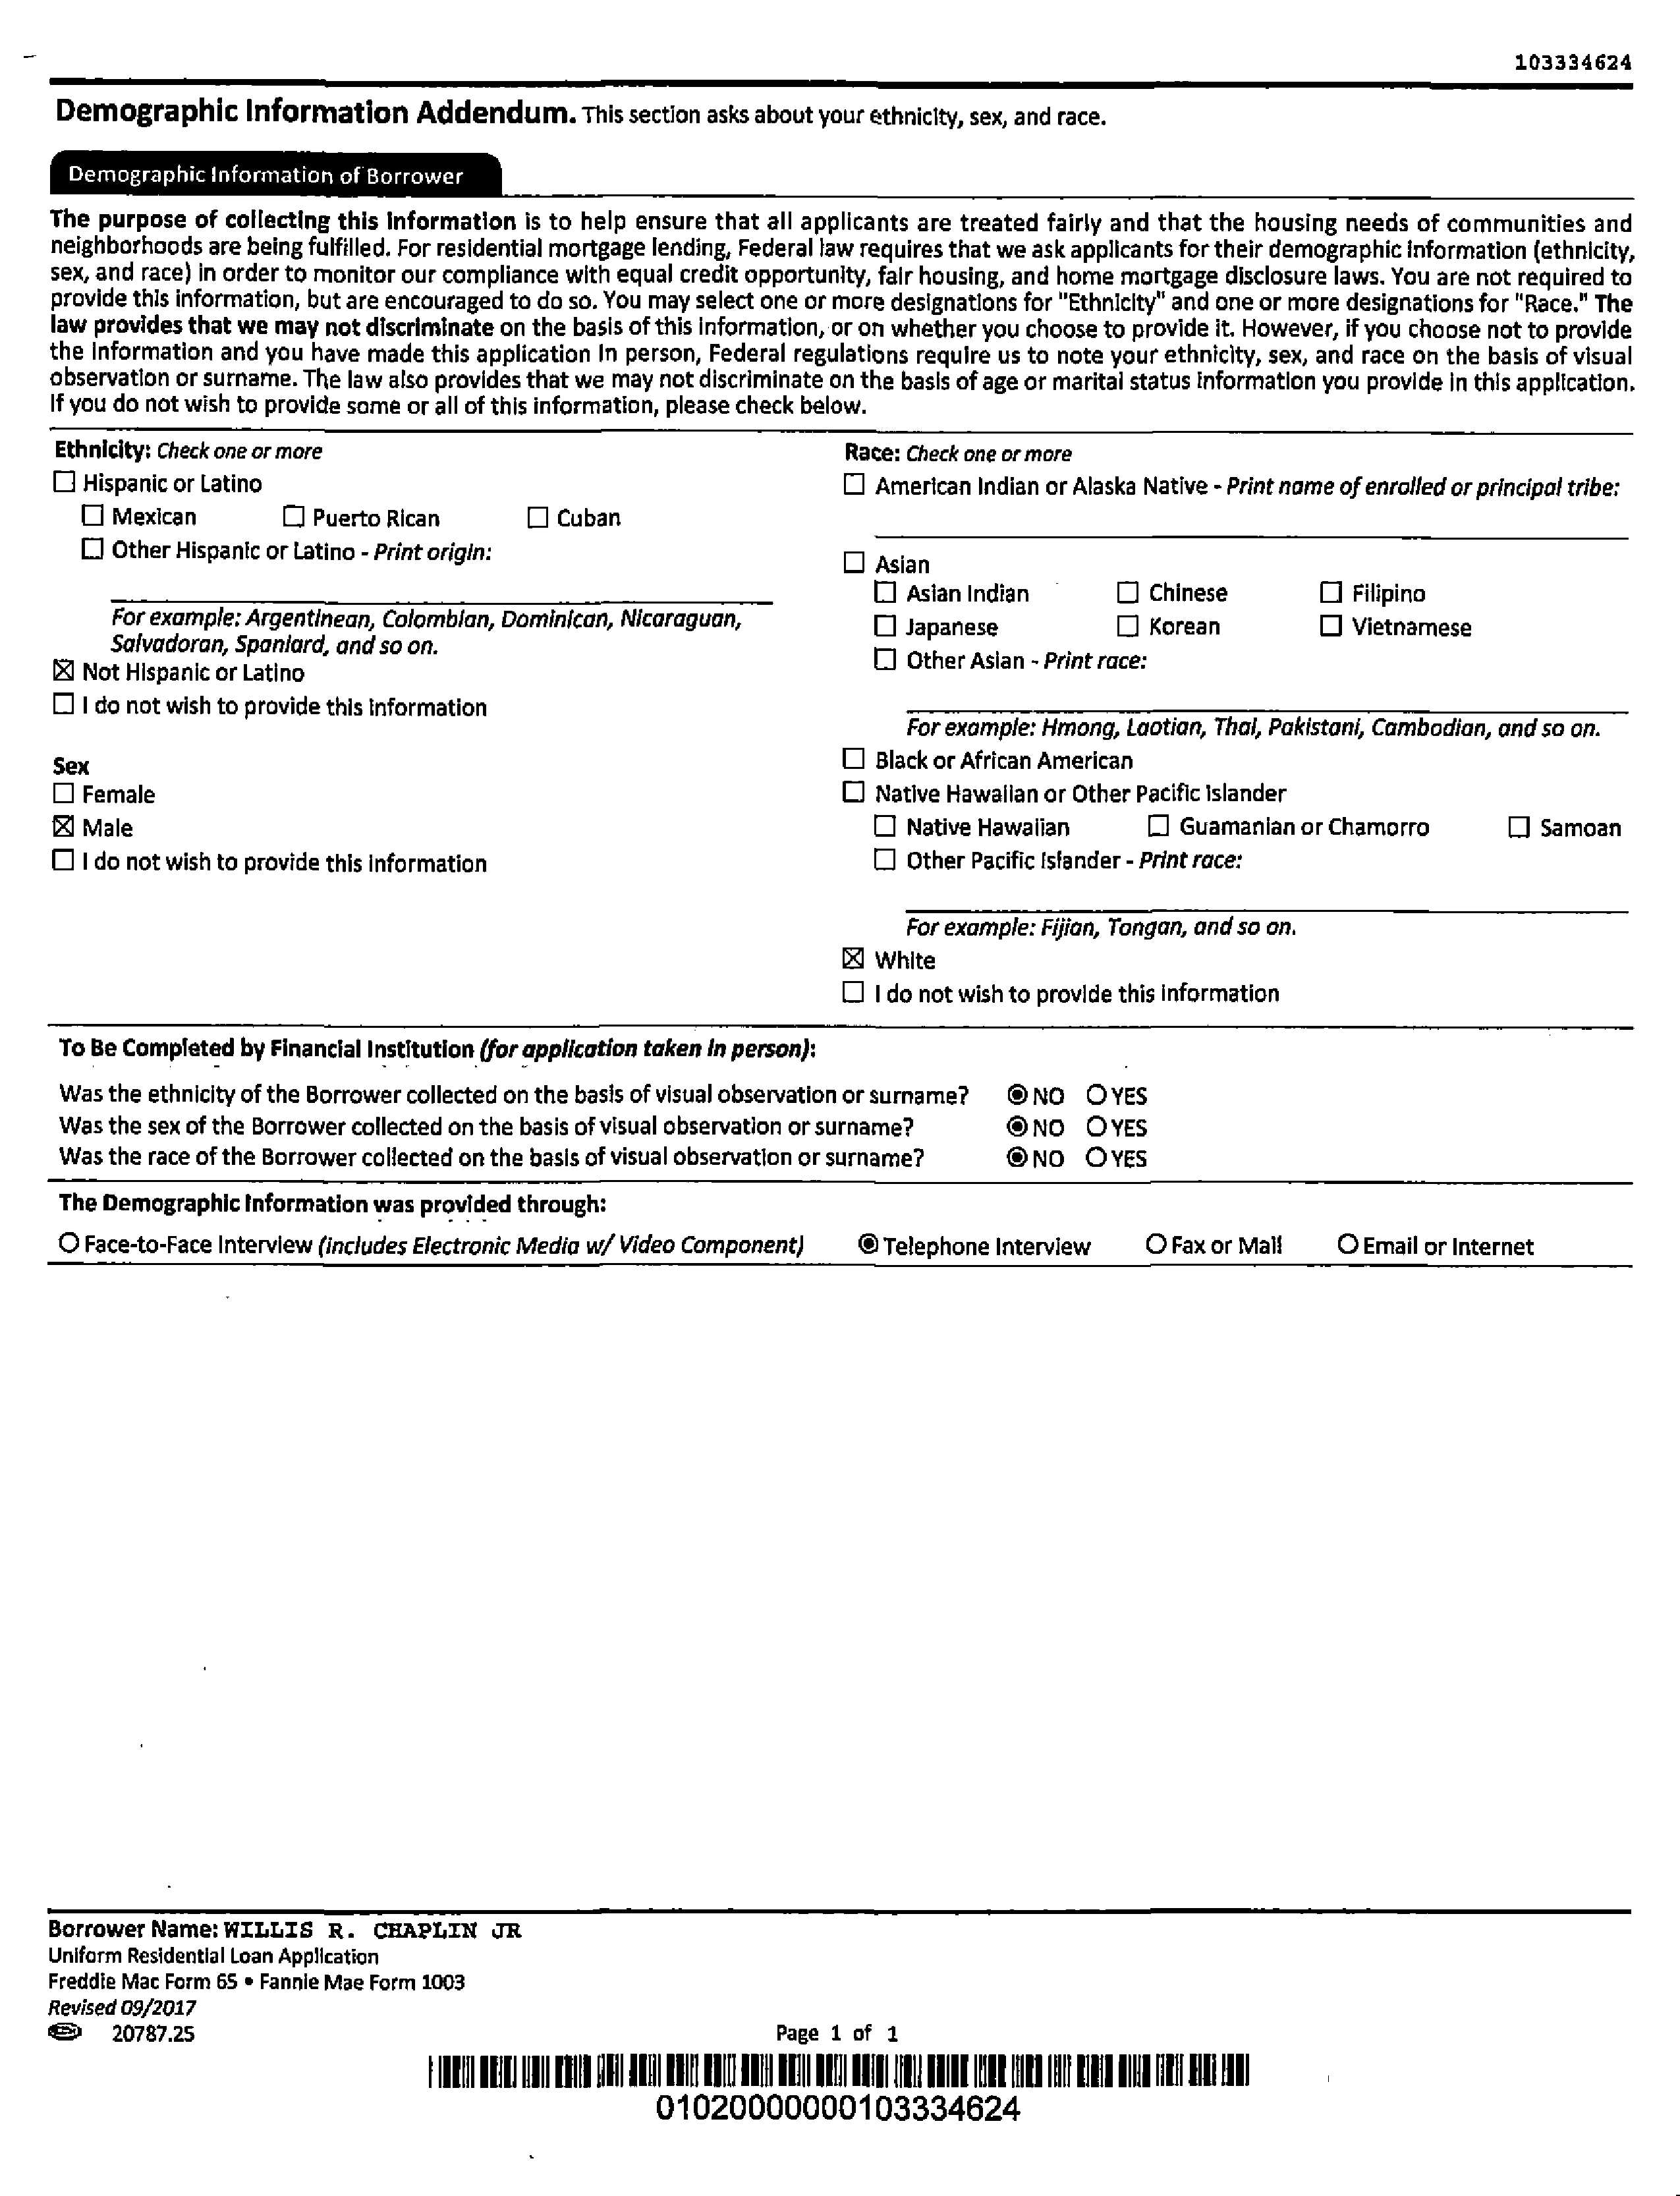 103334624
Demographic Information Addendum. This section asks about your ethnicity, sex, and race.
Demographic Information of Borrower
The purpose of collecting this information is to help ensure that all applicants are treated fairly and that the housing needs of communities and
neighborhoods are being fulfilled. For residential mortgage lending, Federal law requires that we ask applicants for their demographic information (ethnicity,
sex, and race) in order to monitor our compliance with equal credit opportunity, fair housing, and home mortgage disclosure laws. You are not required to
provide this information, but are encouraged to do so. You may select one or more designations for "Ethnicity" and one or more designations for "Race." The
law provides that we may not discriminate on the basis of this information, or on whether you choose to provide it. However, if you choose not to provide
the information and you have made this application in person, Federal regulations require us to note your ethnicity, sex, and race on the basis of visual
observation or surname. The law also provides that we may not discriminate on the basis of age or marital status information you provide in this application.
If you do not wish to provide some or all of this information, please check below.
Ethnicity: Check one or more
☐ Hispanic or Latino
☐ Mexican ☐ Puerto Rican ☐ Cuban
☐ Other Hispanic or Latino - Print origin:
For example: Argentinean, Colombian, Dominican, Nicaraguan,
Salvadoran, Spaniard, and so on.
☒ Not Hispanic or Latino
☐ I do not wish to provide this information
Sex
☐ Female
☒ Male
☐ I do not wish to provide this information
Race: Check one or more
☐ American Indian or Alaska Native - Print name of enrolled or principal tribe:
☐ Asian
☐ Asian Indian ☐ Chinese ☐ Filipino
☐ Japanese ☐ Korean ☐ Vietnamese
☐ Other Asian - Print race:
For example: Hmong, Laotian, Thai, Pakistani, Cambodian, and so on.
☐ Black or African American
☐ Native Hawaiian or Other Pacific Islander
☐ Native Hawaiian ☐ Guamanian or Chamorro ☐ Samoan
☐ Other Pacific Islander - Print race:
For example: Fijian, Tongan, and so on.
☒ White
☐ I do not wish to provide this information
To Be Completed by Financial Institution (for application taken in person):
Was the ethnicity of the Borrower collected on the basis of visual observation or surname? ◉ NO ○ YES
Was the sex of the Borrower collected on the basis of visual observation or surname? ◉ NO ○ YES
Was the race of the Borrower collected on the basis of visual observation or surname? ◉ NO ○ YES
The Demographic Information was provided through:
○ Face-to-Face Interview (includes Electronic Media w/ Video Component) ◉ Telephone Interview ○ Fax or Mail ○ Email or Internet
Borrower Name: WILLIS R. CHAPLIN JR
Uniform Residential Loan Application
Freddie Mac Form 65 • Fannie Mae Form 1003
Revised 09/2017
20787.25
Page 1 of 1
01020000000103334624